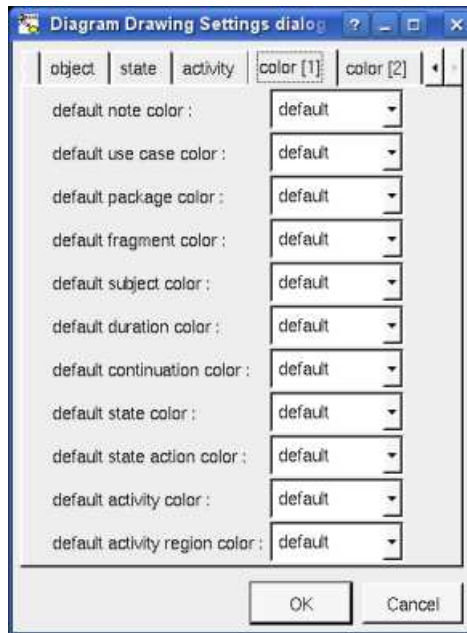 Diagram Drawing Settings dialog ?
object state activity color [1] color [2]
default note color : default
default use case color : default
default package color : default
default fragment color : default
default subject color : default
default duration color : default
default continuation color : default
default state color : default
default state action color : default
default activity color : default
default activity region color : default
OK Cancel